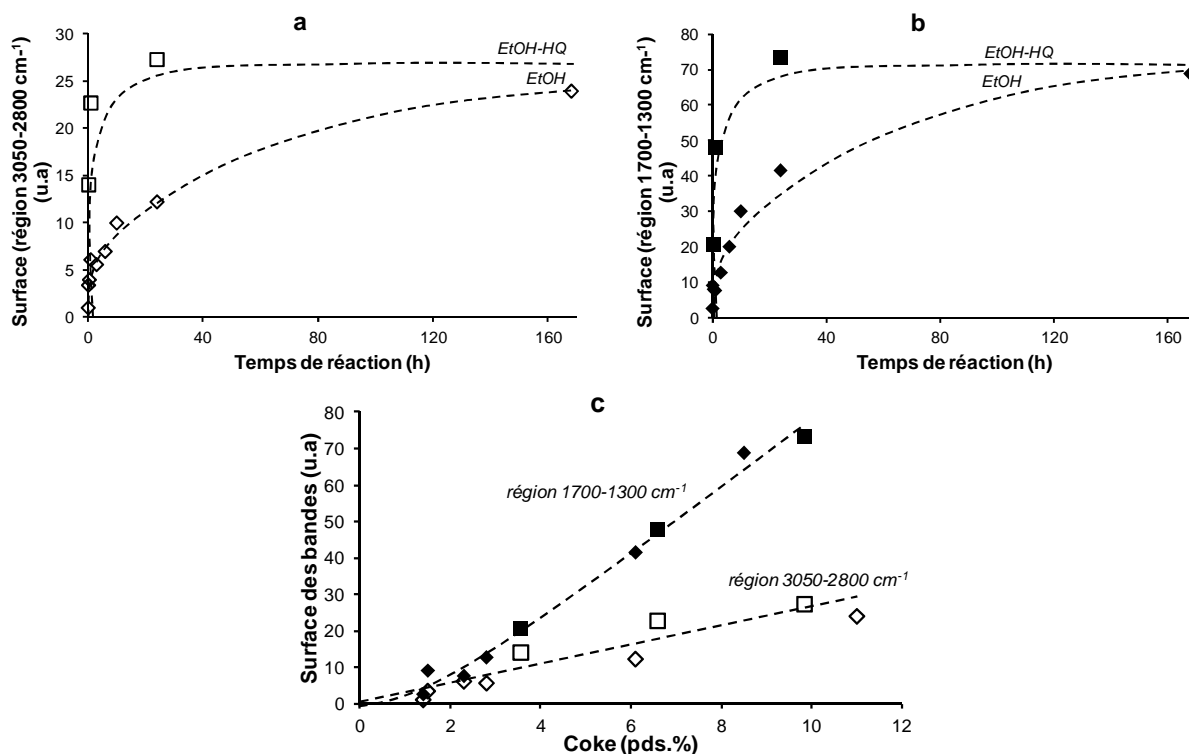 a
Surface (région 3050-2800 cm-1)
(u.a)
30
25
20
15
10
5
0
EtOH-HQ
EtOH
0 40 80 120 160
Temps de réaction (h)
b
Surface (région 1700-1300 cm-1)
(u.a)
80
70
60
50
40
30
20
10
0
EtOH-HQ
EtOH
0 40 80 120 160
Temps de réaction (h)
c
Surface des bandes (u.a)
80
70
60
50
40
30
20
10
0
région 1700-1300 cm-1
région 3050-2800 cm-1
0 2 4 6 8 10 12
Coke (pds.%)